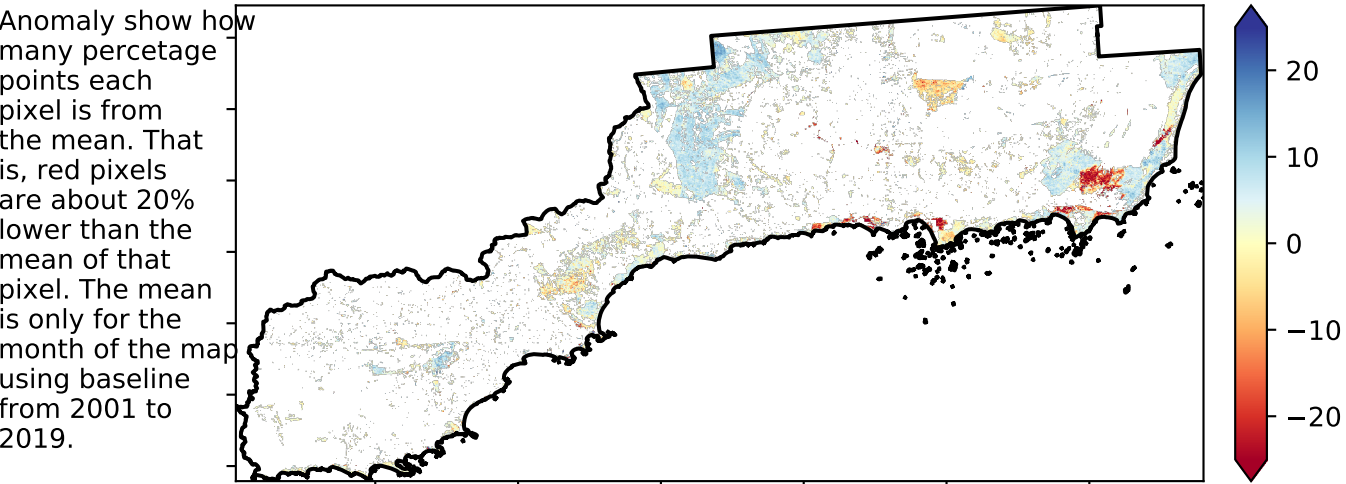 Anomaly show how
many percetage
points each
pixel is from
the mean. That
is, red pixels
are about 20%
lower than the
mean of that
pixel. The mean
is only for the
month of the map
using baseline
from 2001 to
2019.
20
10
0
−10
−20